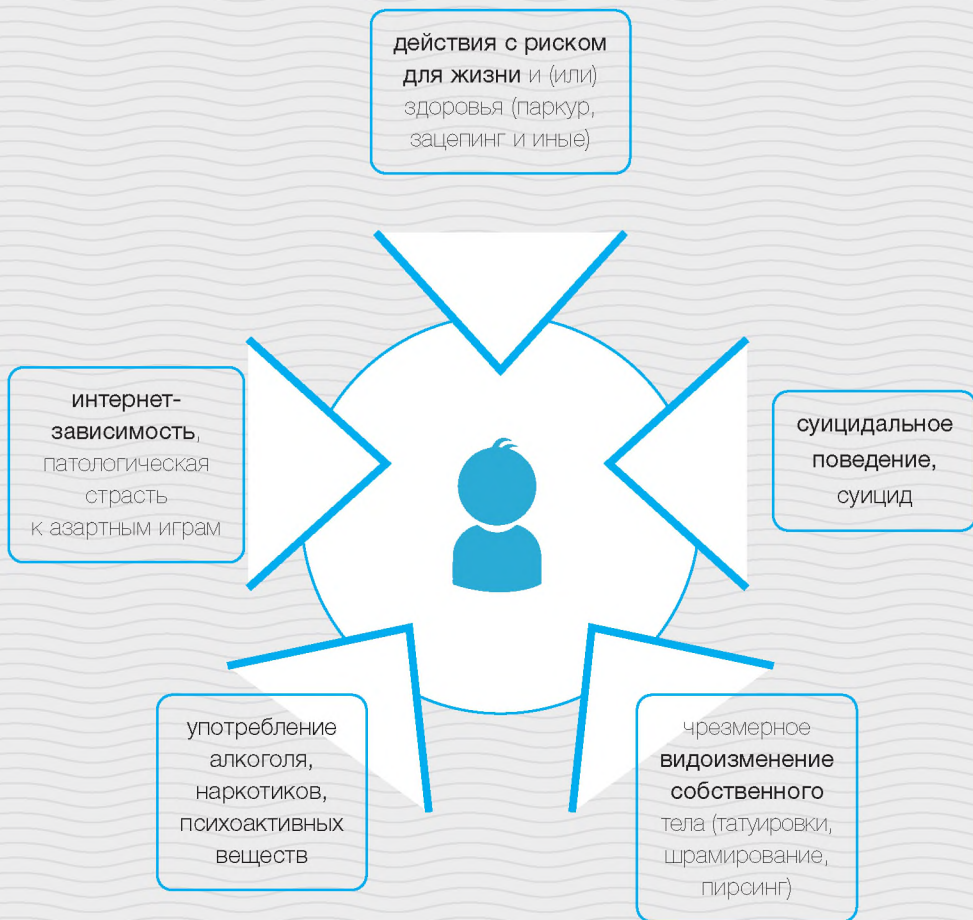 действия с риском
для жизни и (или)
здоровья (паркур,
зацепинг и иные)
интернет-
зависимость,
патологическая
страсть
к азартным играм
суицидальное
поведение,
суицид
употребление
алкоголя,
наркотиков,
психоактивных
веществ
чрезмерное
видоизменение
собственного
тела (татуировки,
шрамирование,
пирсинг)